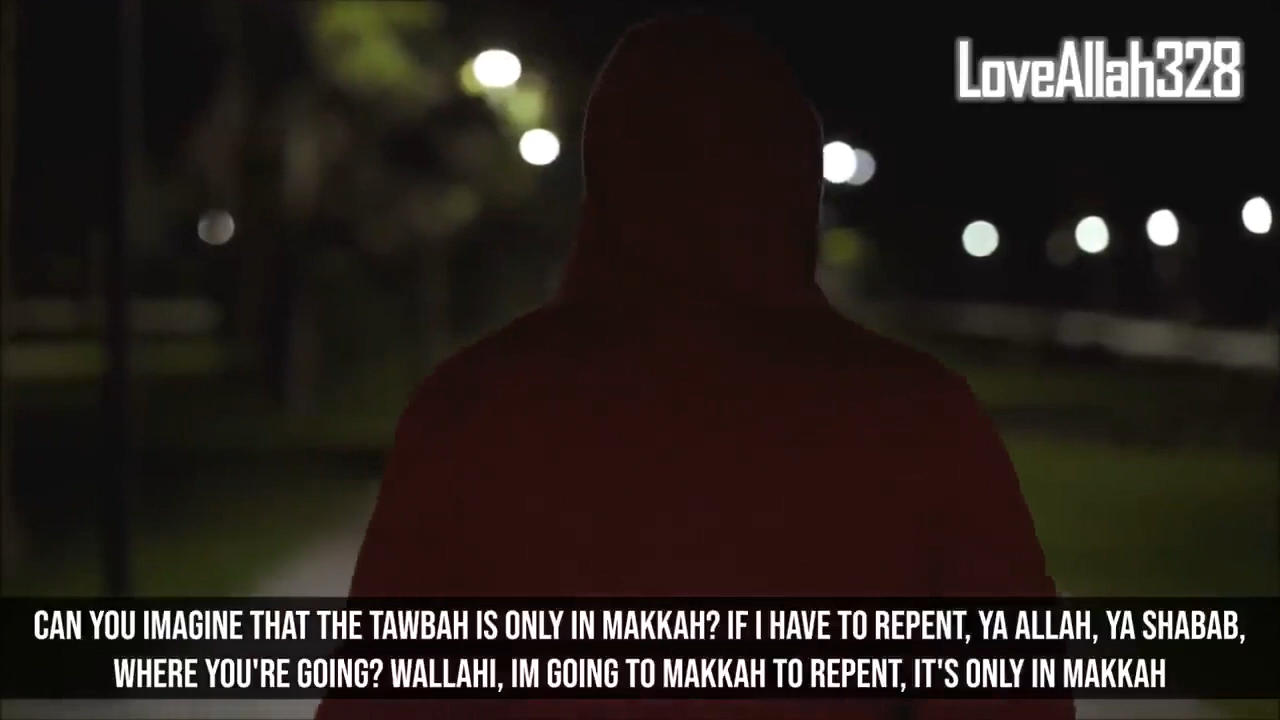 LoveAllah328
CAN YOU IMAGINE THAT THE TAWBAH IS ONLY IN MAKKAH? IF I HAVE TO REPENT, YA ALLAH, YA SHABAB,
WHERE YOU'RE GOING? WALLAHI, IM GOING TO MAKKAH TO REPENT, IT'S ONLY IN MAKKAH